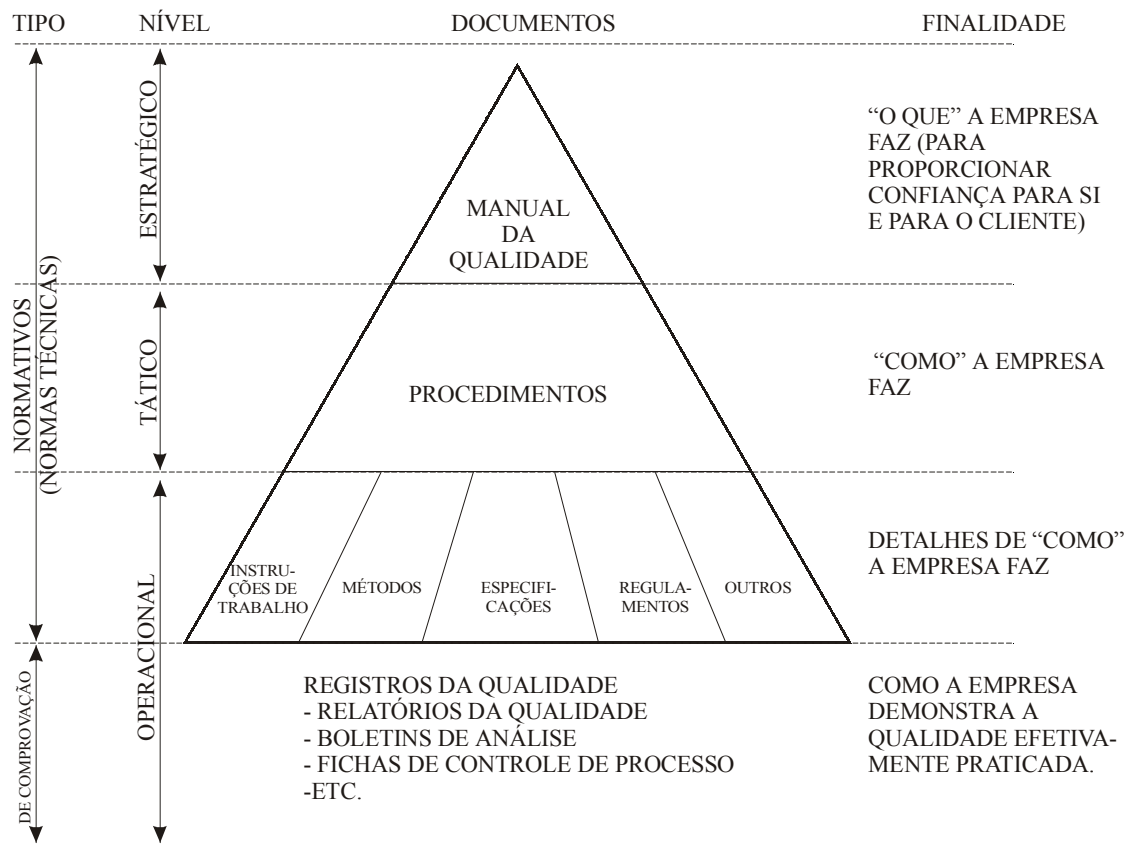 TIPO
NÍVEL
DOCUMENTOS
FINALIDADE
NORMATIVOS
(NORMAS TÉCNICAS)
ESTRATÉGICO
MANUAL
DA
QUALIDADE
“O QUE” A EMPRESA
FAZ (PARA
PROPORCIONAR
CONFIANÇA PARA SI
E PARA O CLIENTE)
TÁTICO
PROCEDIMENTOS
“COMO” A EMPRESA
FAZ
OPERACIONAL
INSTRU-
ÇÕES DE
TRABALHO
MÉTODOS
ESPECIFI-
CAÇÕES
REGULA-
MENTOS
OUTROS
DETALHES DE “COMO”
A EMPRESA FAZ
DE COMPROVAÇÃO
REGISTROS DA QUALIDADE
- RELATÓRIOS DA QUALIDADE
- BOLETINS DE ANÁLISE
- FICHAS DE CONTROLE DE PROCESSO
-ETC.
COMO A EMPRESA
DEMONSTRA A
QUALIDADE EFETIVA-
MENTE PRATICADA.